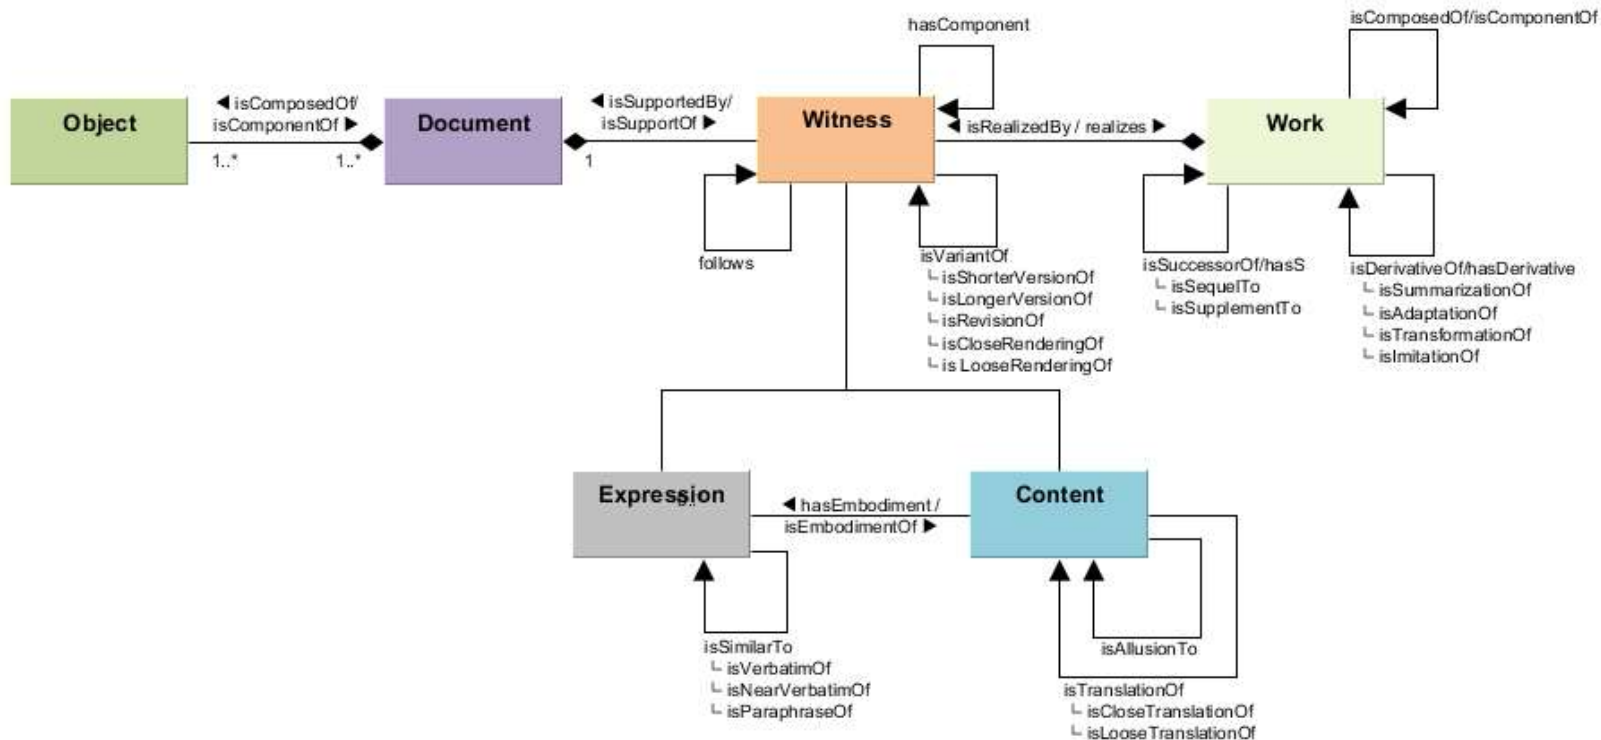 hasComponent
isComposedOf/isComponentOf
Object
◄ isComposedOf/
isComponentOf ►
1..*
1..*
Document
◄ isSupportedBy/
isSupportOf ►
1
Witness
◄ isRealizedBy / realizes ►
Work
follows
isVariantOf
isShorterVersionOf
isLongerVersionOf
isRevisionOf
isCloseRenderingOf
is LooseRenderingOf
isSuccessorOf/hasS
isSequelTo
isSupplementTo
isDerivativeOf/hasDerivative
isSummarizationOf
isAdaptationOf
isTransformationOf
isImitationOf
Expression
◄ hasEmbodiment /
isEmbodimentOf ►
Content
isSimilarTo
isVerbatimOf
isNearVerbatimOf
isParaphraseOf
isAllusionTo
isTranslationOf
isCloseTranslationOf
isLooseTranslationOf